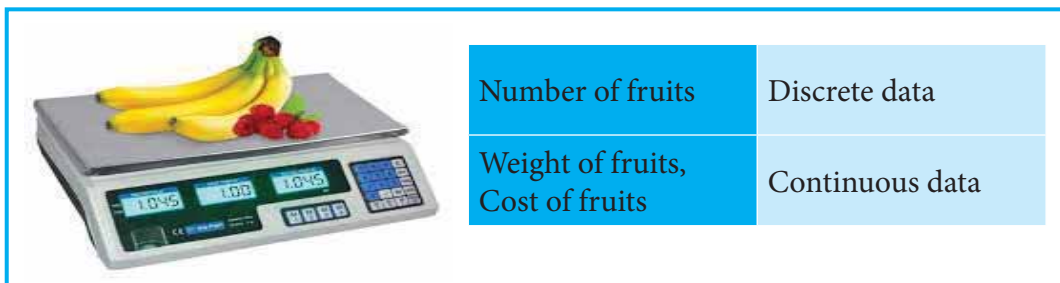 1.045
1.00
1.045
Number of fruits
Discrete data
Weight of fruits,
Cost of fruits
Continuous data